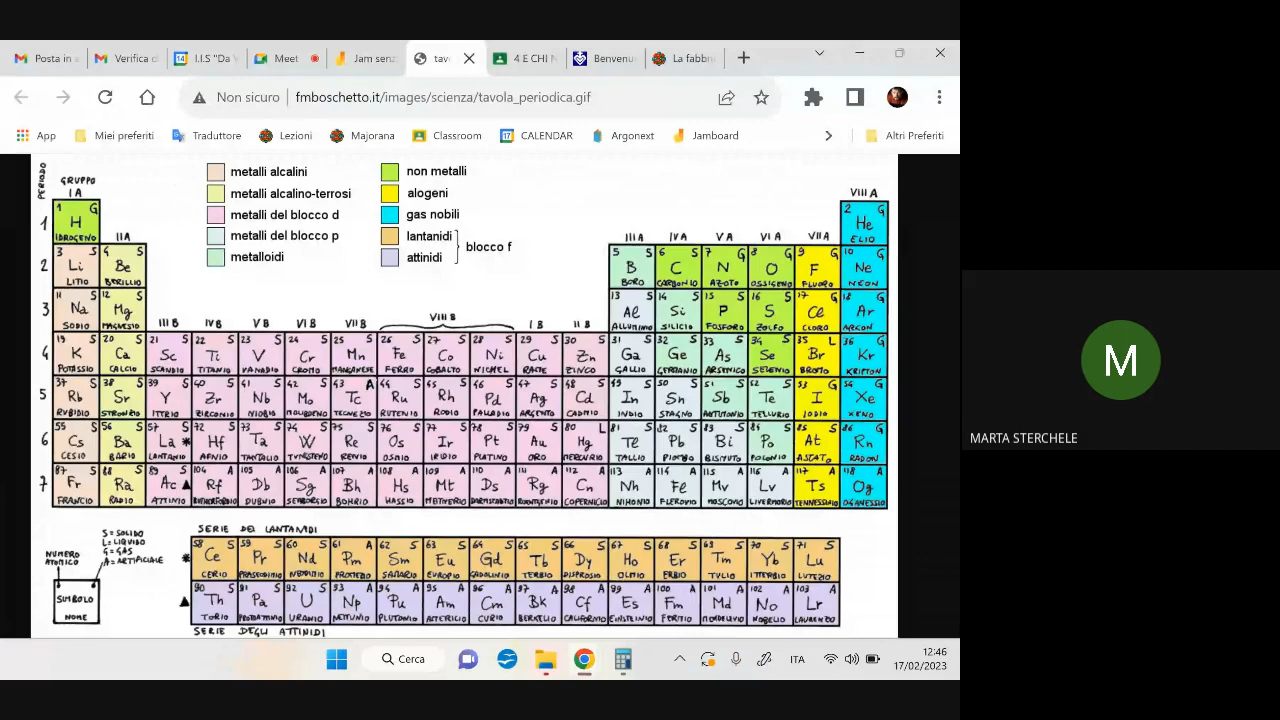 Posta in a
Verifica di
14 I.I.S "Da V
Meet
Jam senz
tav
4 E CHI N
Benvenu
La fabbr
Non sicuro fmboschetto.it/images/scienza/tavola_periodica.gif
App Miei preferiti Traduttore Lezioni Majorana Classroom 17 CALENDAR Argonext Jamboard Altri Preferiti
PERIODO
GRUPPO
metalli alcalini
non metalli
metalli alcalino-terrosi
alogeni
metalli del blocco d
gas nobili
metalli del blocco p
lantanidi
metalloidi
attinidi
blocco f
I A VIII A
1 1 G H IDROGENO 2 G He ELIO
II A III A IV A V A VI A VII A
2 3 S Li LITIO 4 S Be BERILLIO 5 S B BORO 6 S C CARBONIO 7 G N AZOTO 8 G O OSSIGENO 9 G F FLUORO 10 G Ne NEON
3 11 S Na SODIO 12 S Mg MAGNESIO 13 S Al ALLUMINIO 14 S Si SILICIO 15 S P FOSFORO 16 S S ZOLFO 17 G Cl CLORO 18 G Ar ARGON
III B IV B V B VI B VII B VIII B I B II B
4 19 S K POTASSIO 20 S Ca CALCIO 21 S Sc SCANDIO 22 S Ti TITANIO 23 S V VANADIO 24 S Cr CROMO 25 S Mn MANGANESE 26 S Fe FERRO 27 S Co COBALTO 28 S Ni NICHEL 29 S Cu RAME 30 S Zn ZINCO 31 S Ga GALLIO 32 S Ge GERMANIO 33 S As ARSENICO 34 S Se SELENIO 35 L Br BROMO 36 G Kr KRIPTON
5 37 S Rb RUBIDIO 38 S Sr STRONZIO 39 S Y ITTRIO 40 S Zr ZIRCONIO 41 S Nb NIOBIO 42 S Mo MOLIBDENO 43 A Tc TECNEZIO 44 S Ru RUTENIO 45 S Rh RODIO 46 S Pd PALLADIO 47 S Ag ARGENTO 48 S Cd CADMIO 49 S In INDIO 50 S Sn STAGNO 51 S Sb ANTIMONIO 52 S Te TELLURIO 53 S I IODIO 54 G Xe XENO
6 55 S Cs CESIO 56 S Ba BARIO 57 S La * LANTANIO 72 S Hf AFNIO 73 S Ta TANTALIO 74 S W TUNGSTENO 75 S Re RENIO 76 S Os OSMIO 77 S Ir IRIDIO 78 S Pt PLATINO 79 S Au ORO 80 L Hg MERCURIO 81 S Tl TALLIO 82 S Pb PIOMBO 83 S Bi BISMUTO 84 S Po POLONIO 85 S At ASTATO 86 G Rn RADON
7 87 S Fr FRANCIO 88 S Ra RADIO 89 S Ac ▲ ATTINIO 104 A Rf RUTHERFORDIO 105 A Db DUBNIO 106 A Sg SEABORGIO 107 A Bh BOHRIO 108 A Hs HASSIO 109 A Mt MEITNERIO 110 A Ds DARMSTADTIO 111 A Rg ROENTGENIO 112 A Cn COPERNICIO 113 A Nh NIHONIO 114 A Fl FLEROVIO 115 A Mv MOSCOVIO 116 A Lv LIVERMORIO 117 A Ts TENNESSINIO 118 A Og OGANESSIO
S = SOLIDO
L = LIQUIDO
G = GAS
A = ARTIFICIALE
NUMERO
ATOMICO
SIMBOLO
NOME
SERIE DEI LANTANIDI
* 58 S Ce CERIO 59 S Pr PRASEODIMIO 60 S Nd NEODIMIO 61 A Pm PROMEZIO 62 S Sm SAMARIO 63 S Eu EUROPIO 64 S Gd GADOLINIO 65 S Tb TERBIO 66 S Dy DISPROSIO 67 S Ho OLMIO 68 S Er ERBIO 69 S Tm TULIO 70 S Yb ITTERBIO 71 S Lu LUTEZIO
▲ 90 S Th TORIO 91 S Pa PROTOATTINIO 92 S U URANIO 93 A Np NETTUNIO 94 A Pu PLUTONIO 95 A Am AMERICIO 96 A Cm CURIO 97 A Bk BERKELIO 98 A Cf CALIFORNIO 99 A Es EINSTEINIO 100 A Fm FERMIO 101 A Md MENDELEVIO 102 A No NOBELIO 103 A Lr LAURENZIO
SERIE DEGLI ATTINIDI
Cerca
ITA
12:46
17/02/2023
M
MARTA STERCHELE